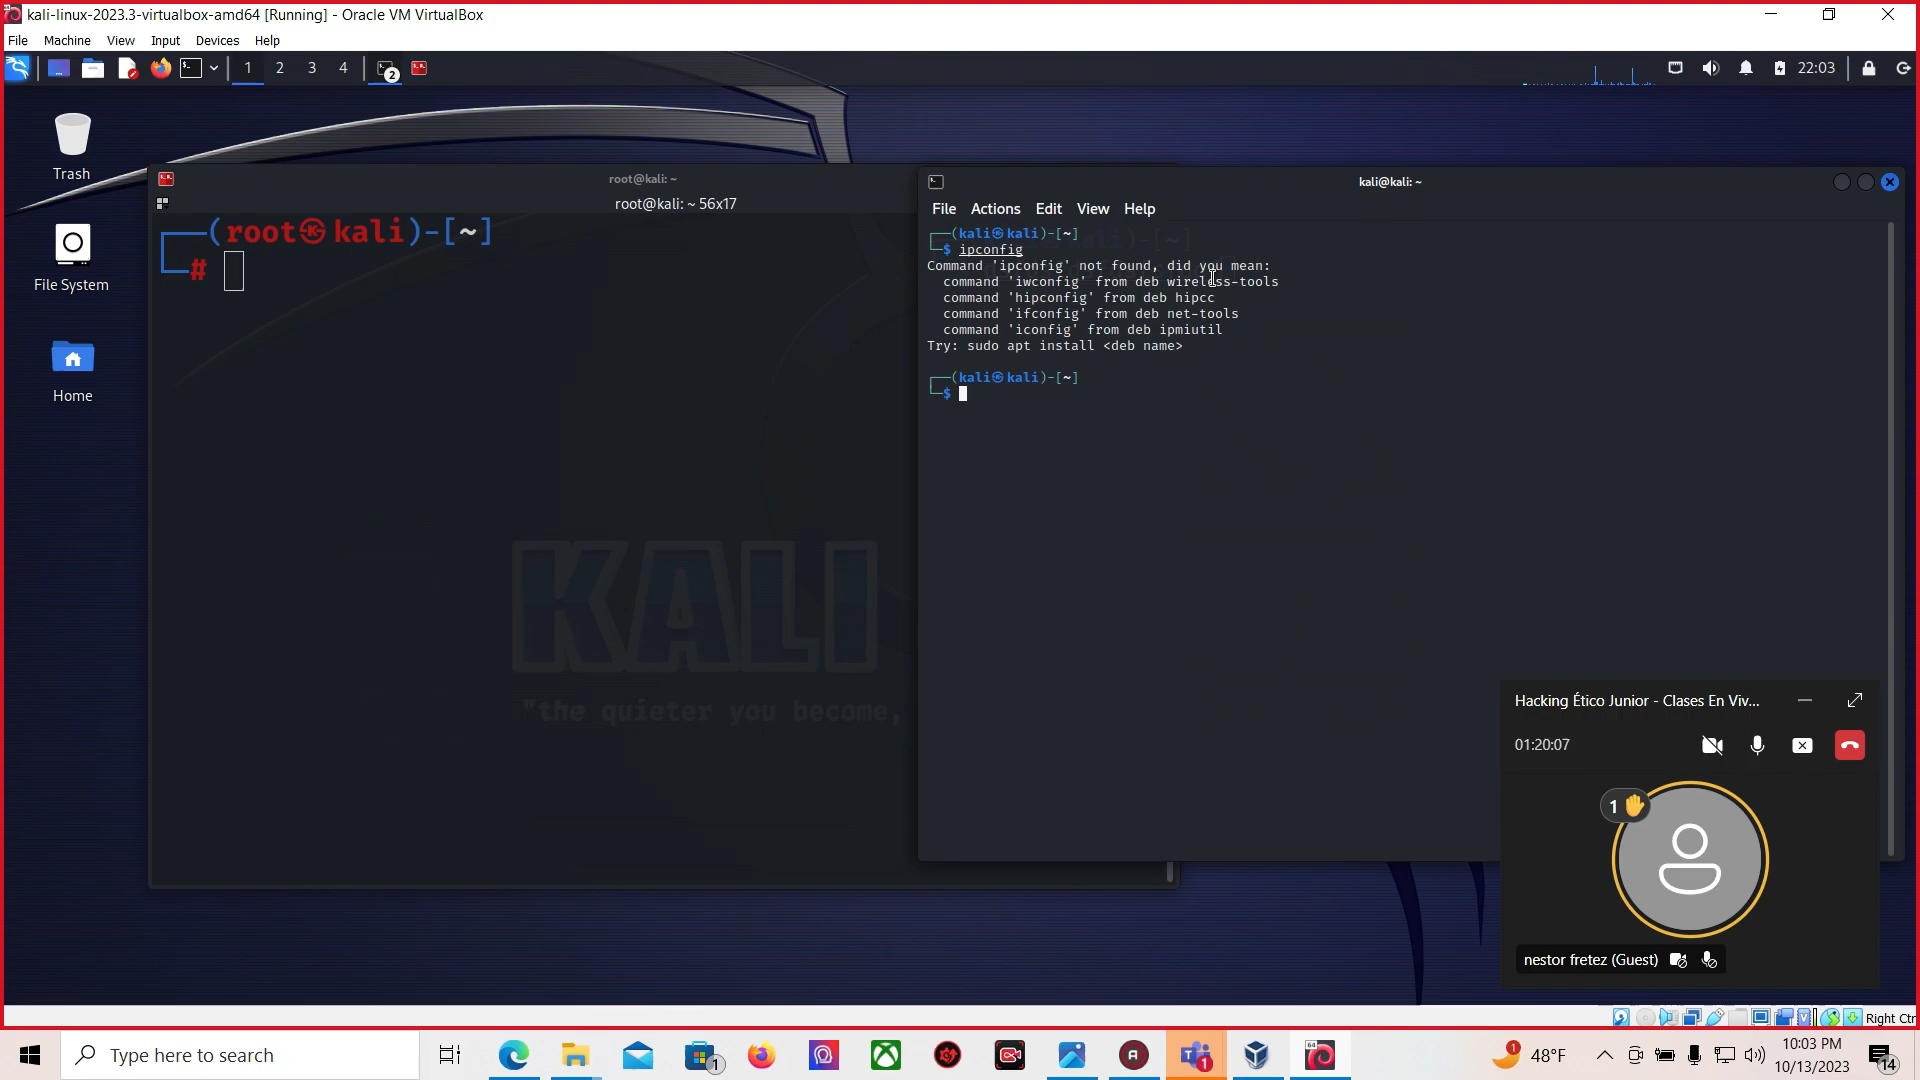 kali-linux-2023.3-virtualbox-amd64 [Running] - Oracle VM VirtualBox
File Machine View Input Devices Help
1 2 3 4 2 22:03
Trash
File System
Home
root@kali: ~
root@kali: ~ 56x17
(root㉿kali)-[~]
#
KALI
"the quieter you become,
kali@kali: ~
File Actions Edit View Help
(kali㉿kali)-[~]
$ ipconfig
Command 'ipconfig' not found, did you mean:
command 'iwconfig' from deb wireless-tools
command 'hipconfig' from deb hipcc
command 'ifconfig' from deb net-tools
command 'iconfig' from deb ipmiutil
Try: sudo apt install <deb name>
(kali㉿kali)-[~]
$
Hacking Ético Junior - Clases En Viv...
01:20:07
1
nestor fretez (Guest)
Right Ctr
Type here to search
1
1
1
48°F
10:03 PM
10/13/2023
14